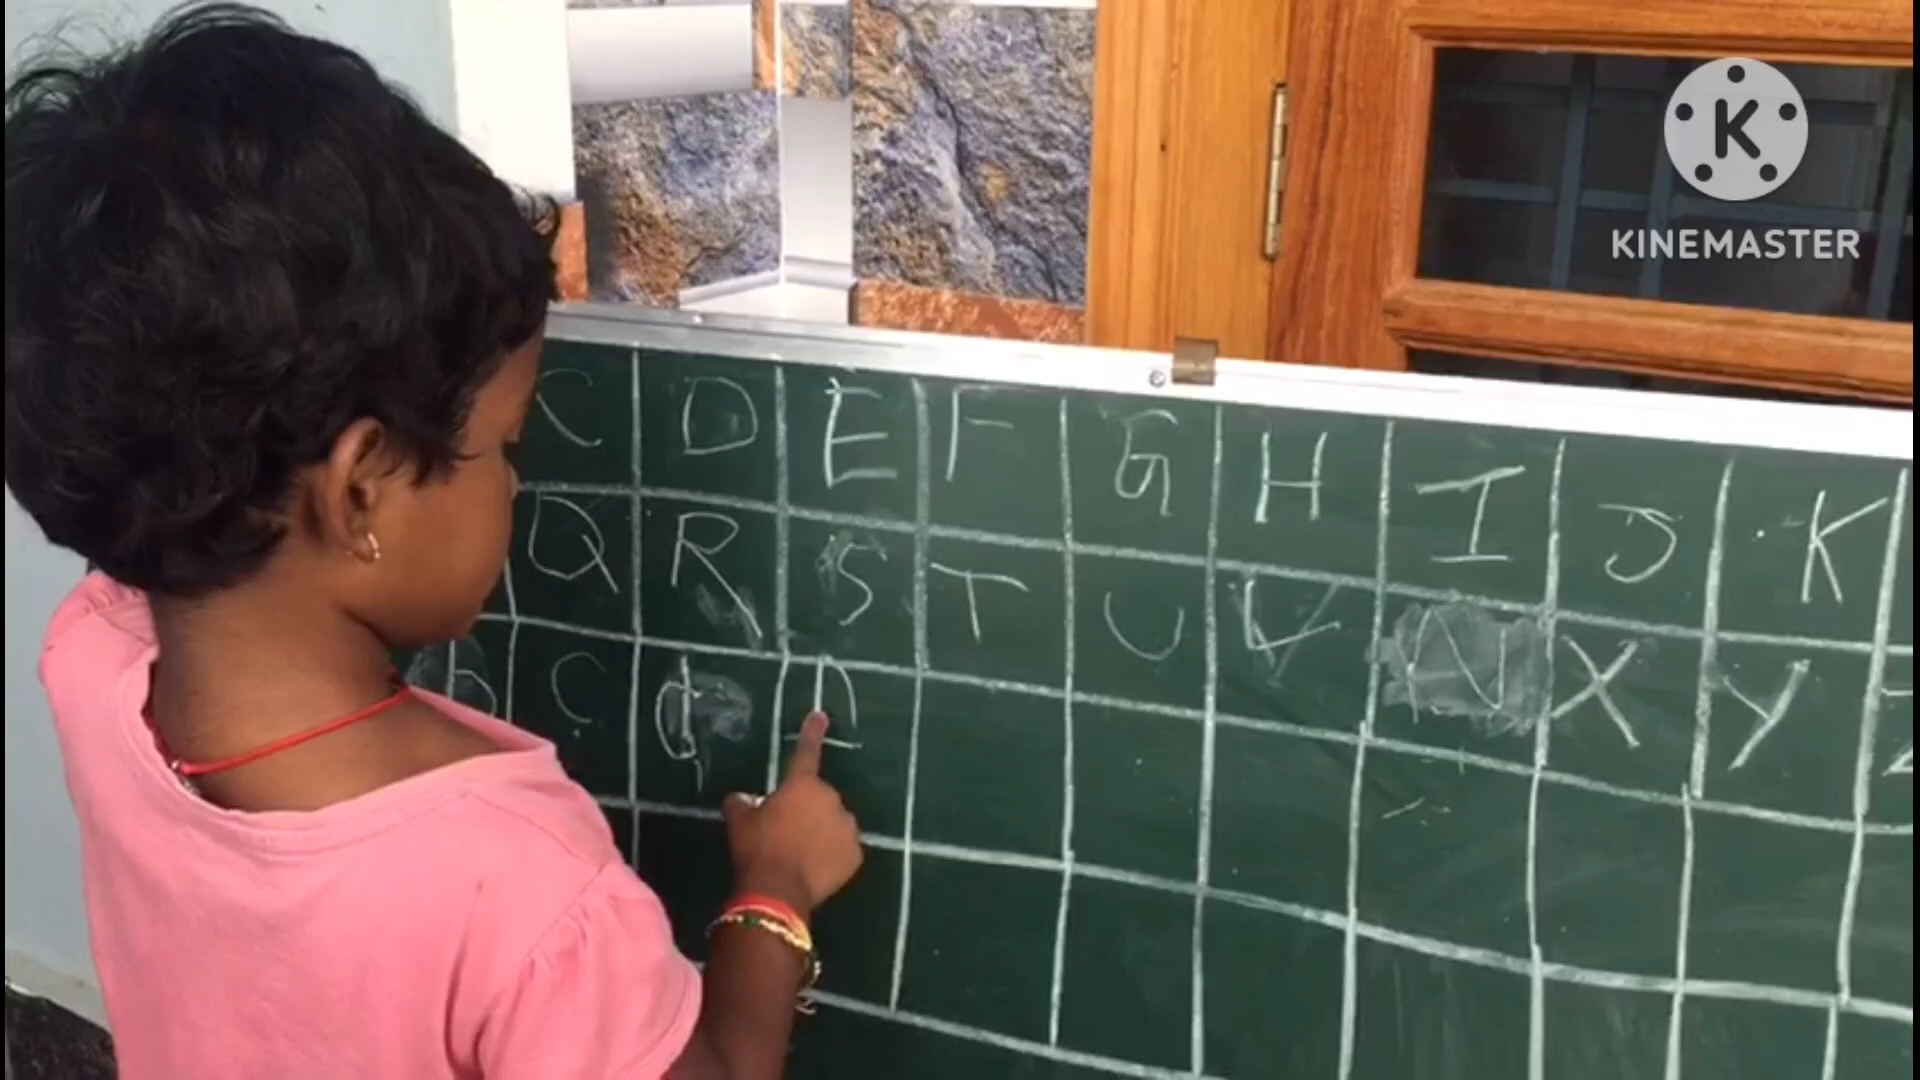 K
KINEMASTER
C D E F G H I J K
Q R S T U V W X Y Z
C